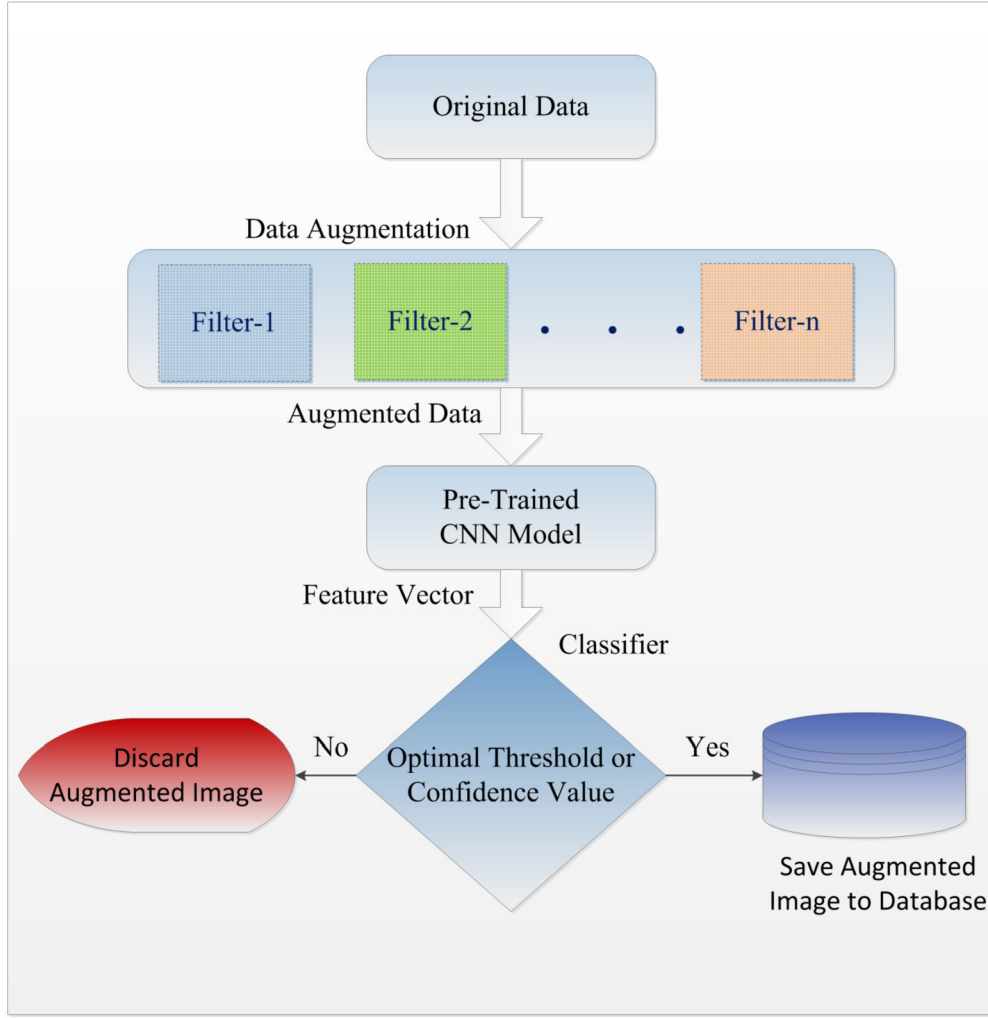 Original Data
Data Augmentation
Filter-1
Filter-2
. . .
Filter-n
Augmented Data
Pre-Trained
CNN Model
Feature Vector
Classifier
No
Optimal Threshold or
Confidence Value
Yes
Discard
Augmented Image
Save Augmented
Image to Database